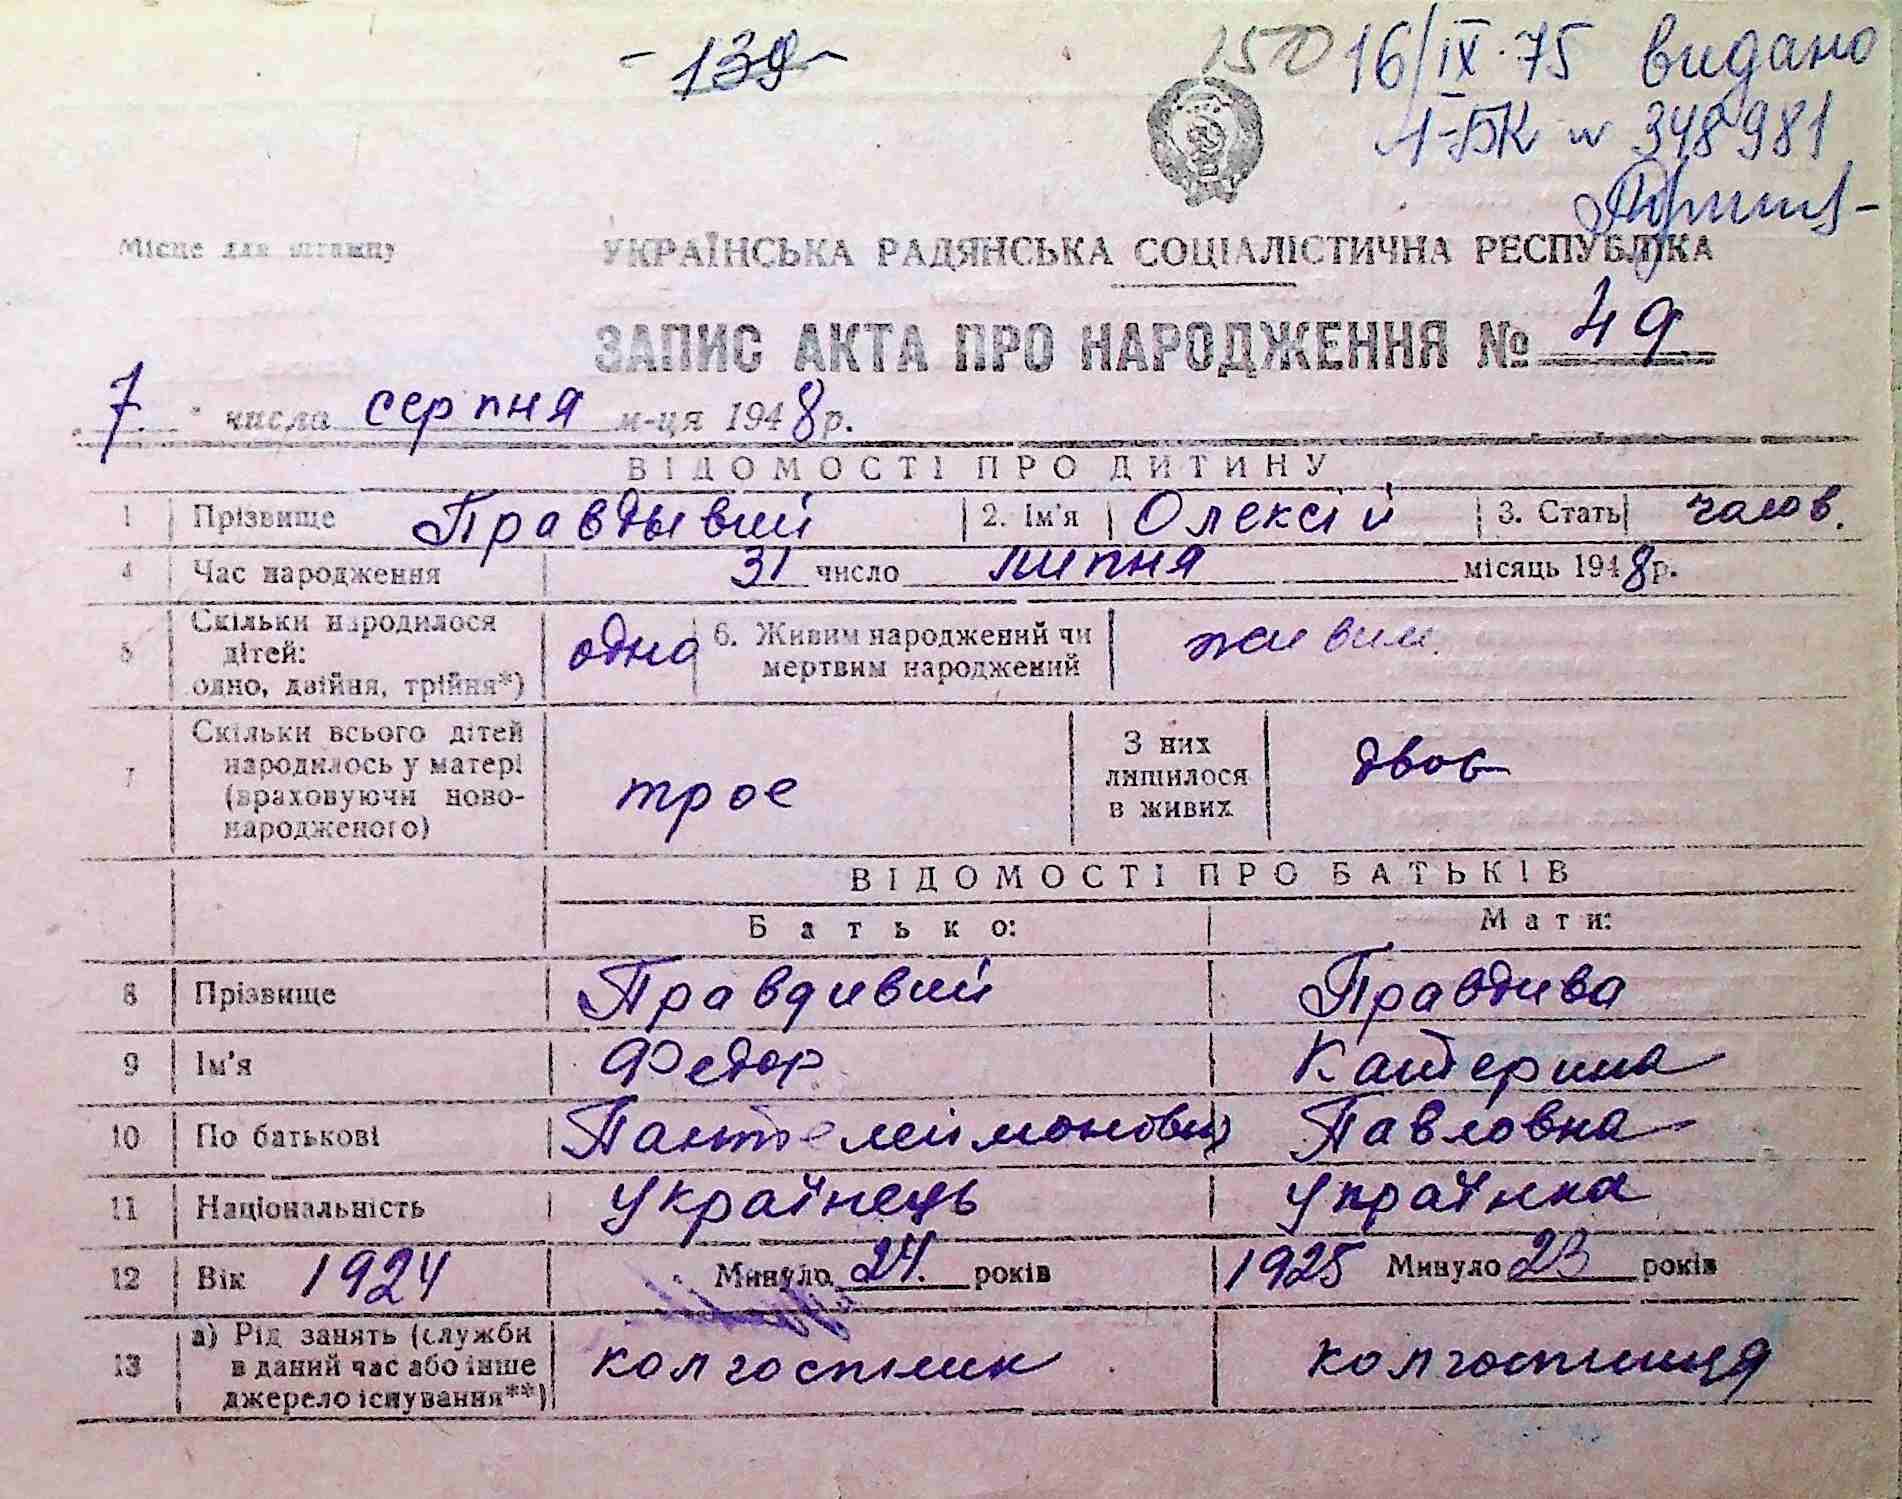 - 139 -
250 16/IX-75 видано
I-БК № 348981
Місце для штампу
УКРАЇНСЬКА РАДЯНСЬКА СОЦІАЛІСТИЧНА РЕСПУБЛІКА
ЗАПИС АКТА ПРО НАРОДЖЕННЯ № 49
7. числа серпня м-ця 1948 р.
ВІДОМОСТІ ПРО ДИТИНУ
1 Прізвище Правдывий 2. Ім'я Олексій 3. Стать чолов.
4 Час народження 31 число липня місяць 1948 р.
5 Скільки народилося
дітей:
одно, двійня, трійня*)
одно
6. Живим народжений чи
мертвим народжений
живим.
7 Скільки всього дітей
народилось у матері
(враховуючи ново-
народженого)
трое
З них
лишилося
в живих
двоє
ВІДОМОСТІ ПРО БАТЬКІВ
Батько: Мати:
8 Прізвище Правдивий Правдива
9 Ім'я Федор Катерина
10 По батькові Пантелеймонович Павловна
11 Національність Українець Українка
12 Вік 1924 Минуло 24. років 1925 Минуло 23 років
13 а) Рід занять (служби
в даний час або інше
джерело існування**)
колгоспник колгоспниця